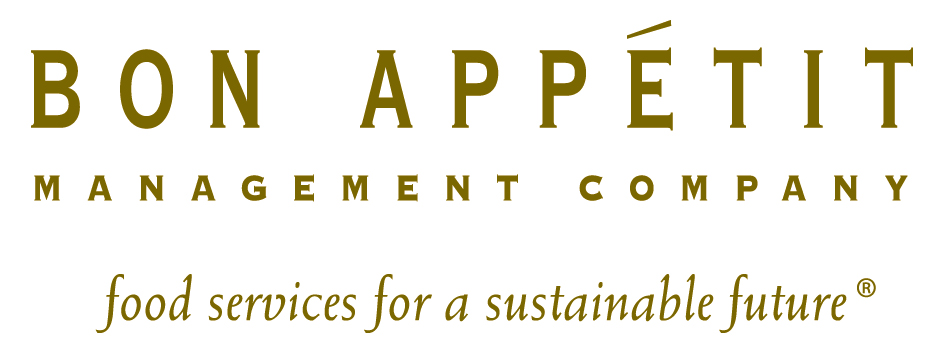 BON APPÉTIT
MANAGEMENT COMPANY
food services for a sustainable future®